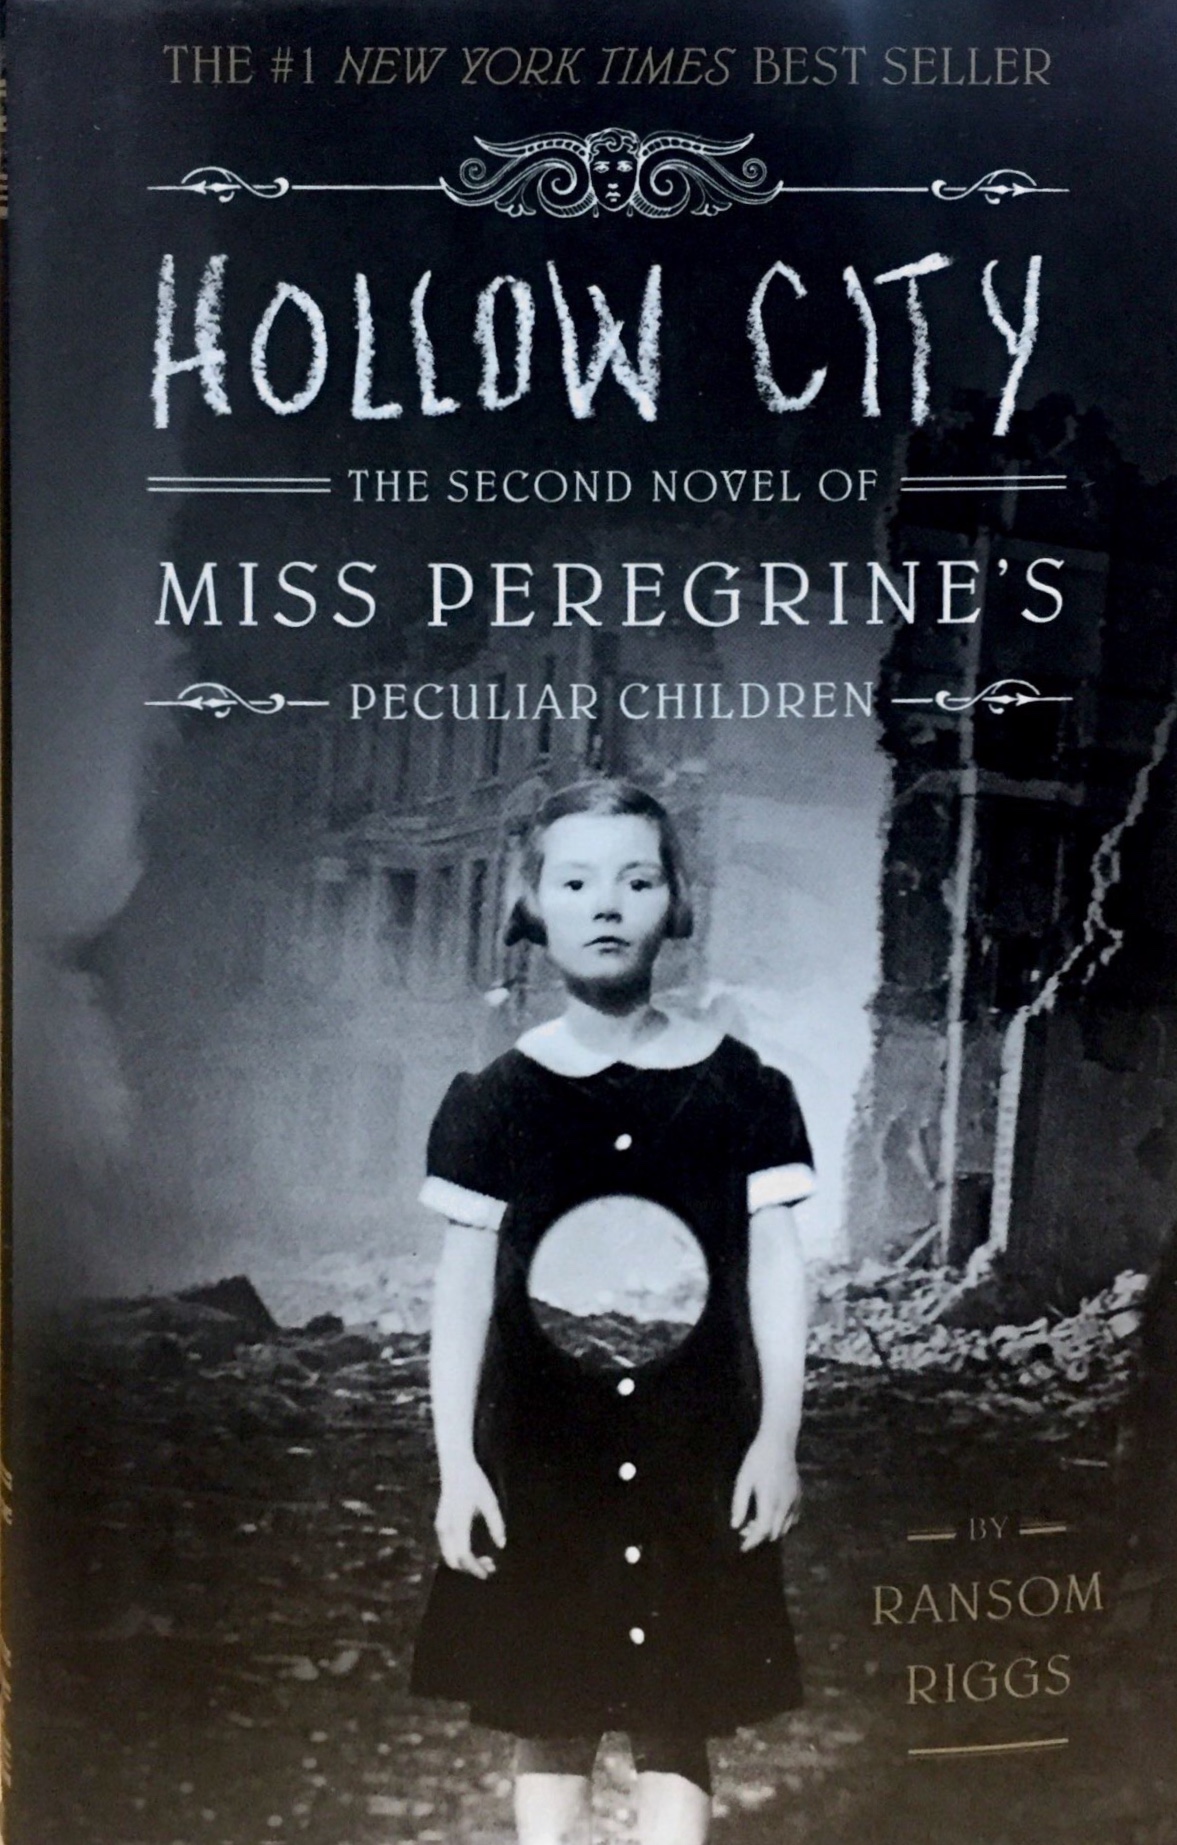 THE #1 NEW YORK TIMES BEST SELLER
HOLLOW CITY
THE SECOND NOVEL OF
MISS PEREGRINE'S
PECULIAR CHILDREN
BY
RANSOM
RIGGS